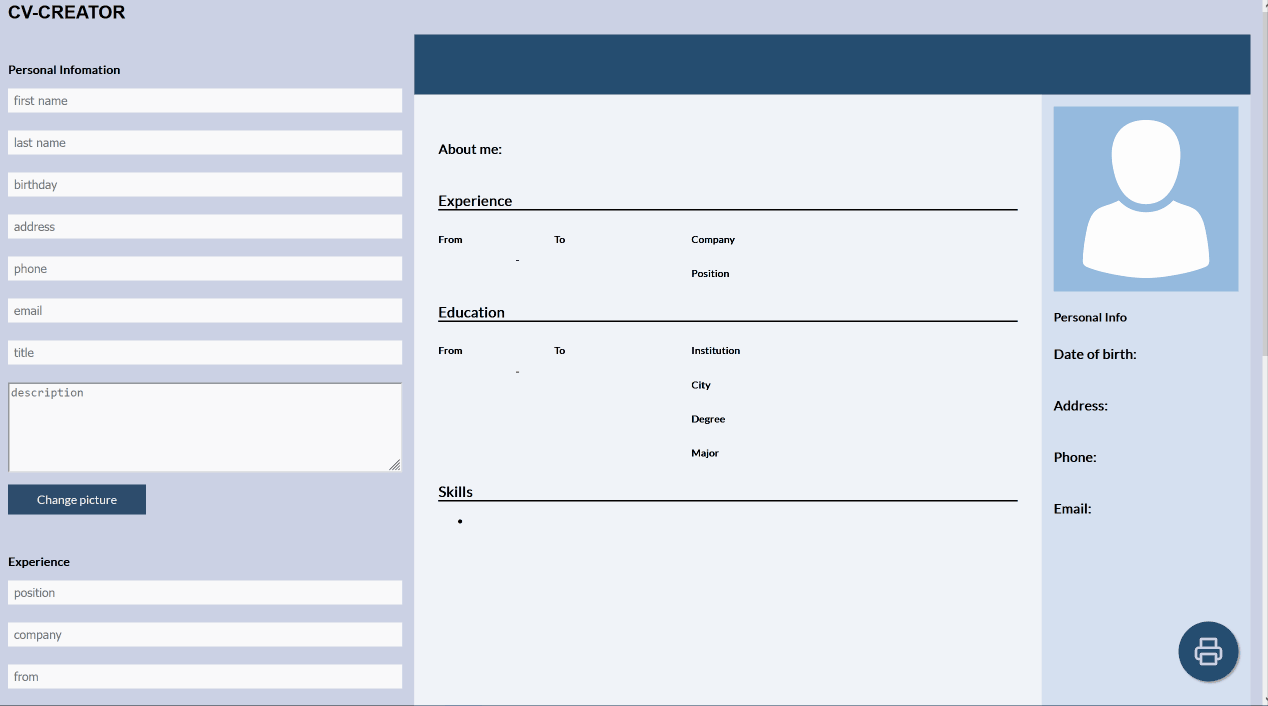 CV-CREATOR
Personal Infomation
first name
last name
birthday
address
phone
email
title
description
Change picture
Experience
position
company
from
About me:
Experience
From To Company
-
Position
Education
From To Institution
-
City
Degree
Major
Skills
•
Personal Info
Date of birth:
Address:
Phone:
Email: